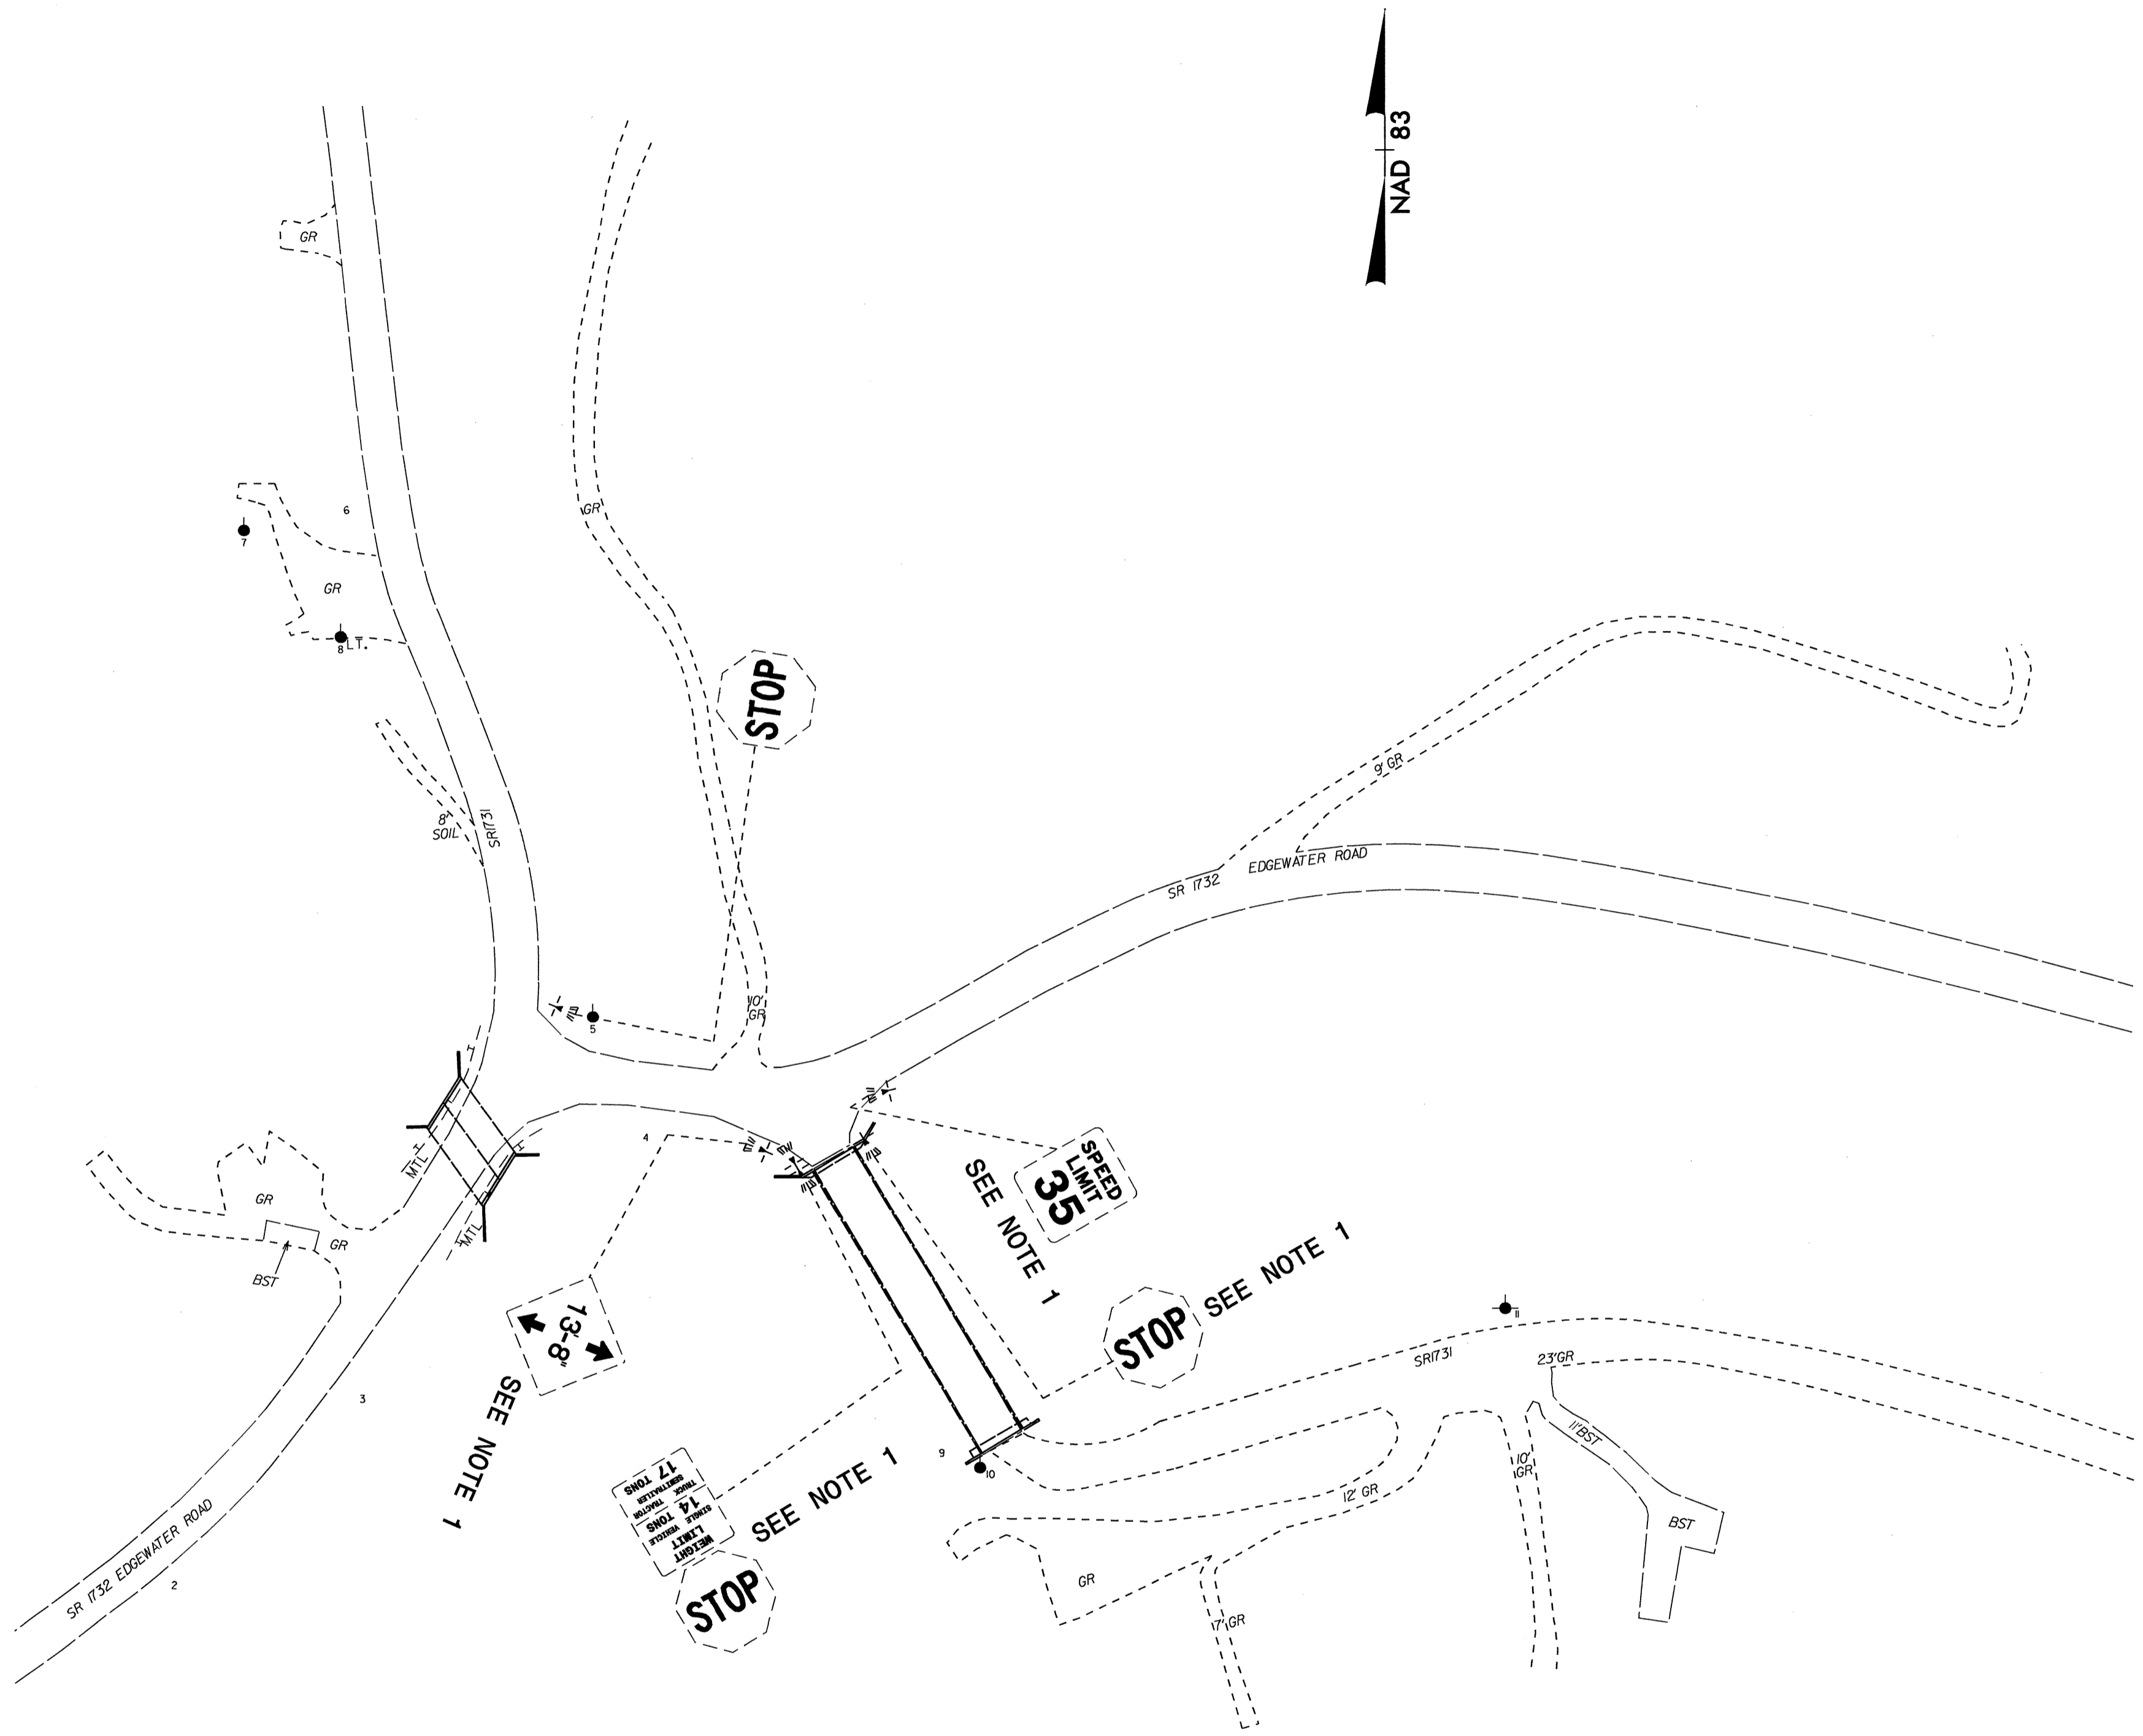 NAD 83
GR
6
7
GR
GR
8 LT.
STOP
9' GR
8'
SOIL
SR1731
SR 1732 EDGEWATER ROAD
10'
GR
5
4
MTL
MTL
GR
GR
BST
SPEED
LIMIT
35
SEE NOTE 1
STOP
SEE NOTE 1
13'-8"
SEE NOTE 1
3
11
SR1731
23'GR
11'BST
10'
GR
BST
9
10
12' GR
GR
7' GR
WEIGHT
LIMIT
SINGLE VEHICLE
14 TONS
TRUCK TRACTOR
SEMITRAILER
17 TONS
SEE NOTE 1
STOP
SR 1732 EDGEWATER ROAD
2